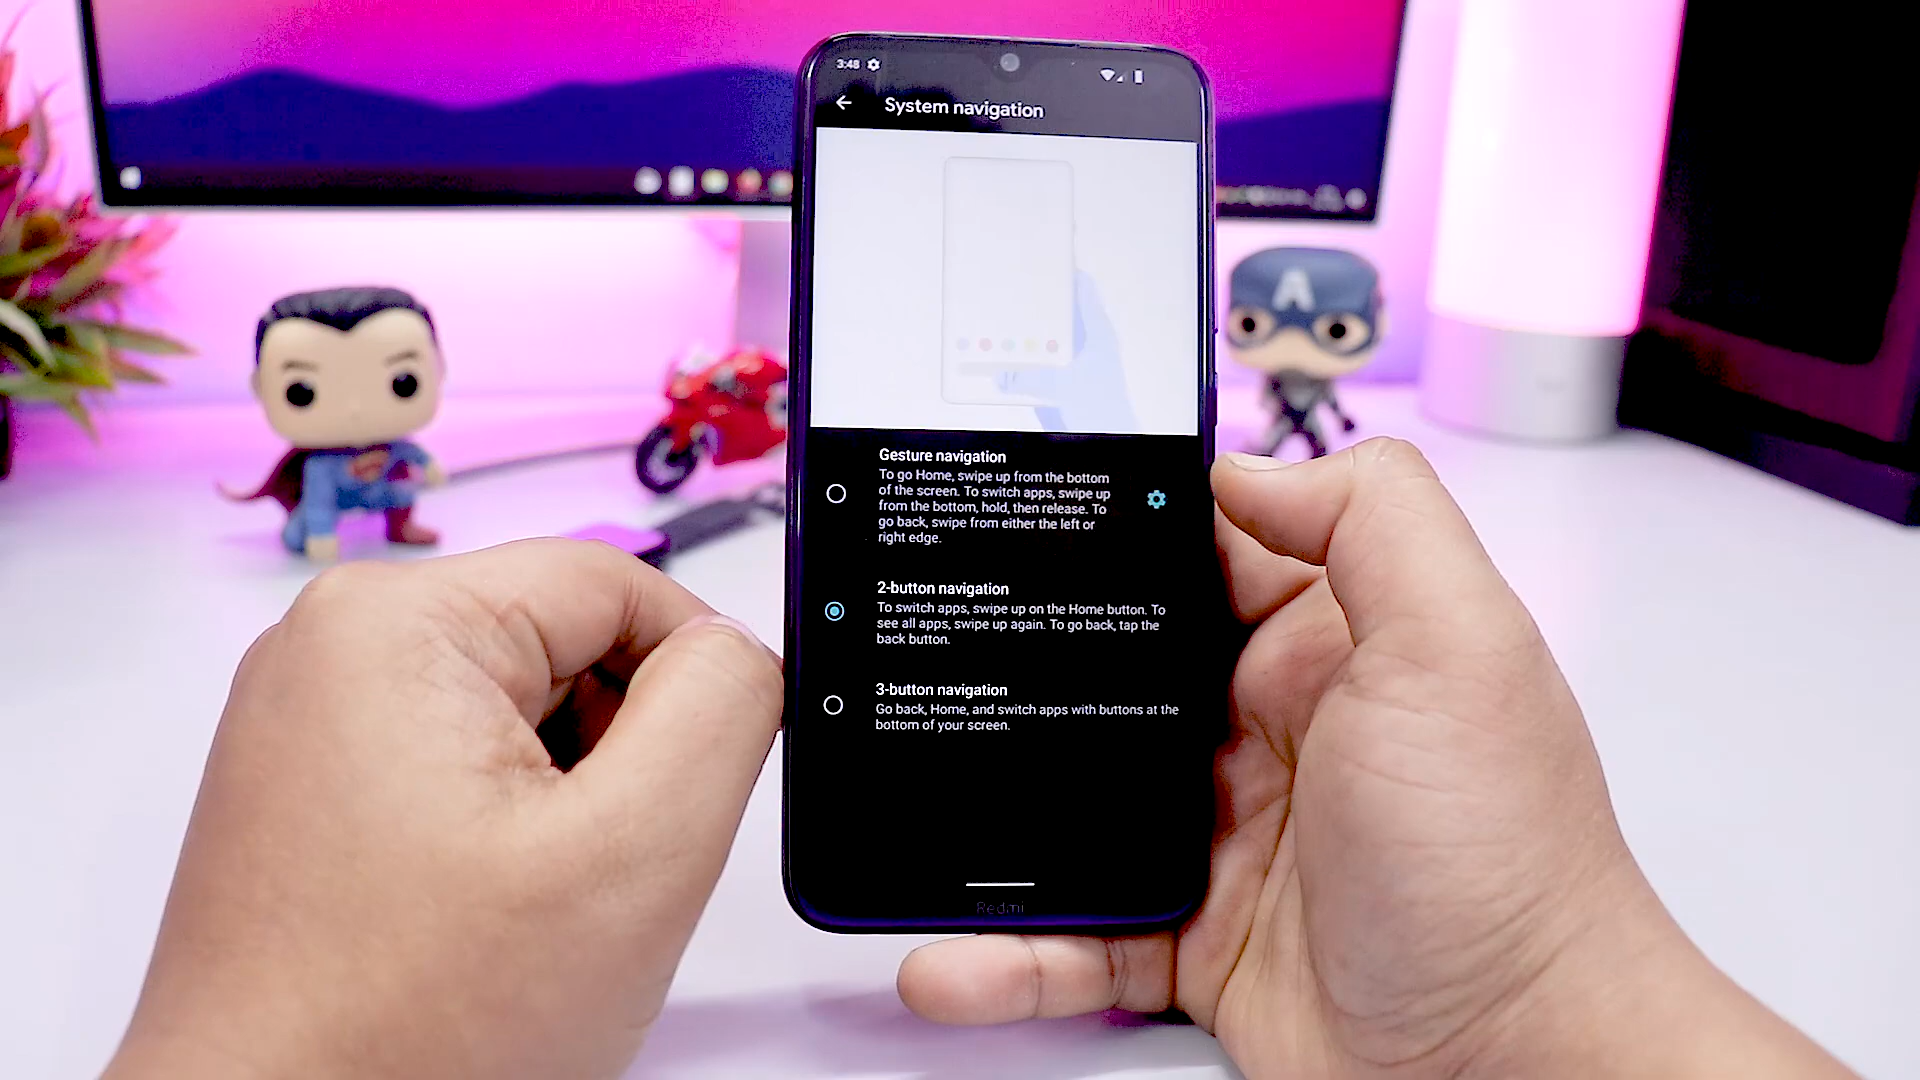 3:48
System navigation
Gesture navigation
To go Home, swipe up from the bottom
of the screen. To switch apps, swipe up
from the bottom, hold, then release. To
go back, swipe from either the left or
right edge.
2-button navigation
To switch apps, swipe up on the Home button. To
see all apps, swipe up again. To go back, tap the
back button.
3-button navigation
Go back, Home, and switch apps with buttons at the
bottom of your screen.
Redmi
A